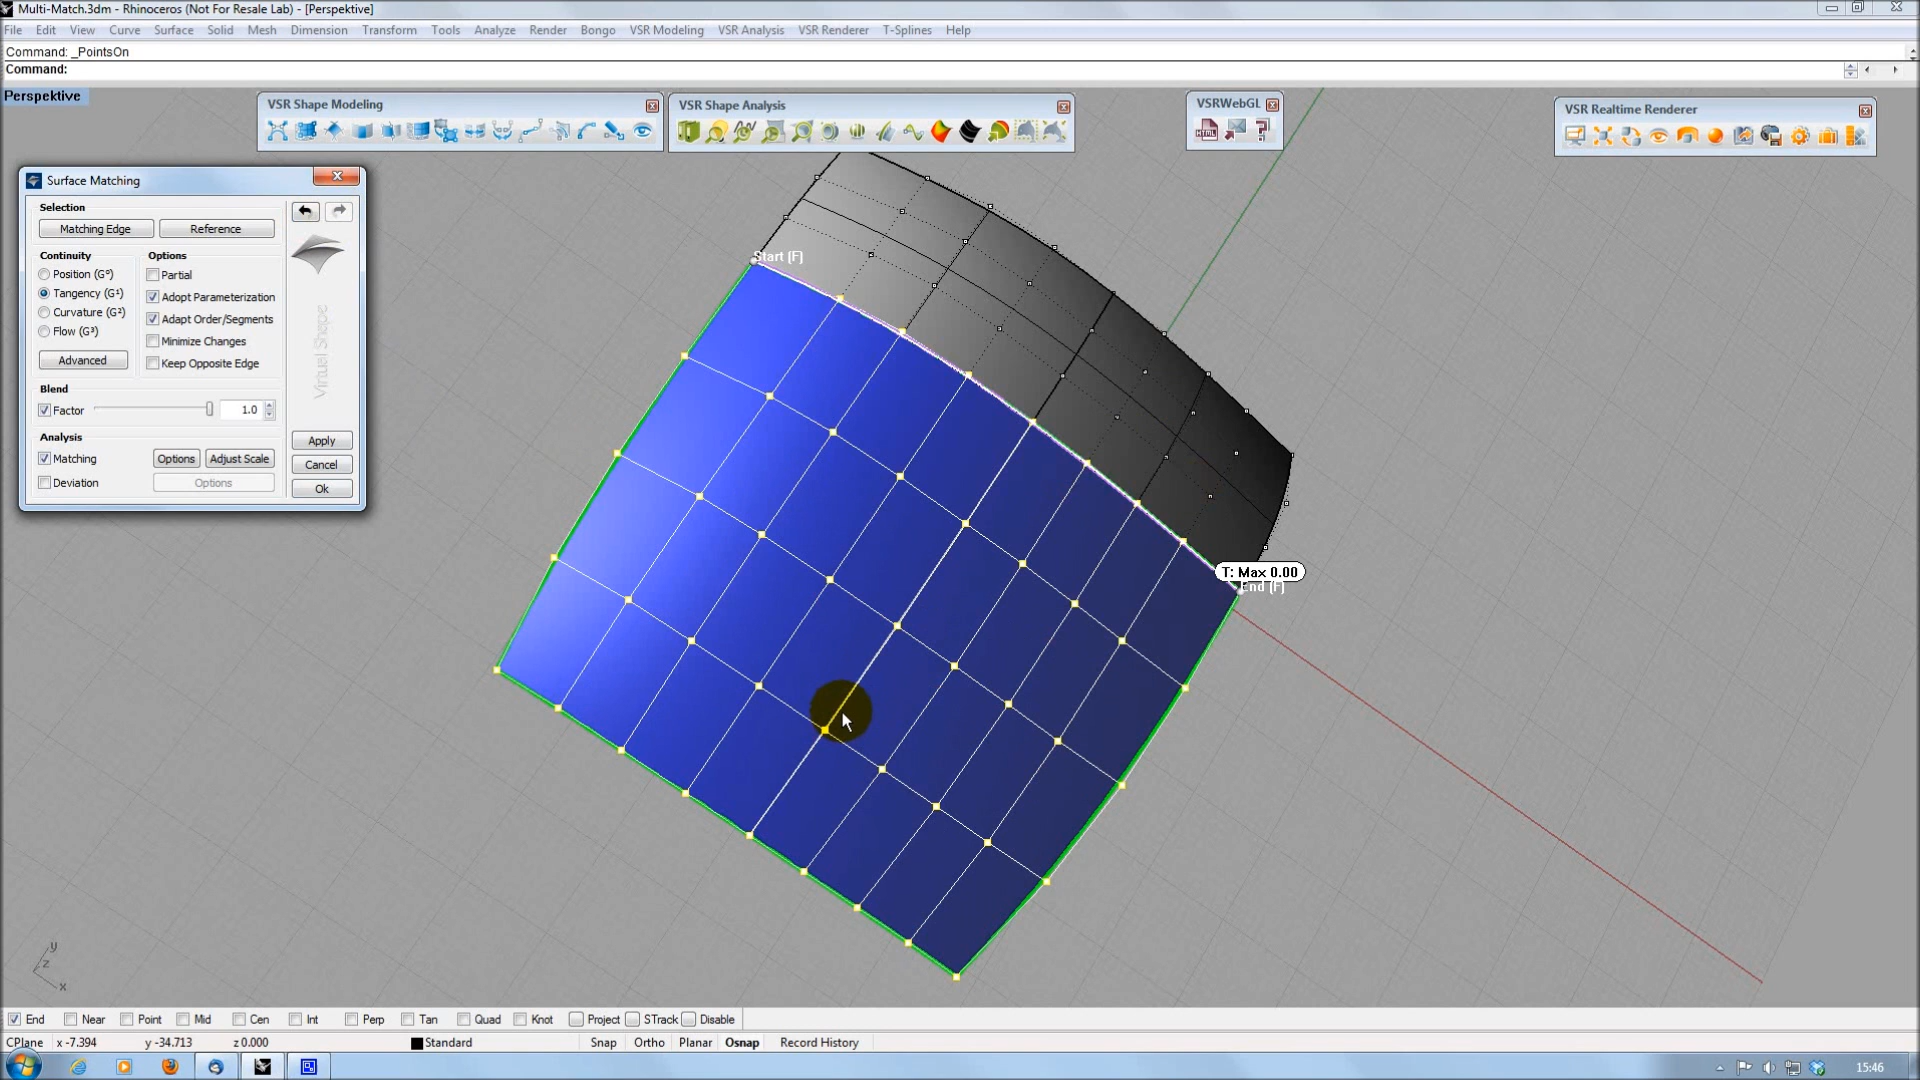 Multi-Match.3dm - Rhinoceros (Not For Resale Lab) - [Perspektive]
File Edit View Curve Surface Solid Mesh Dimension Transform Tools Analyze Render Bongo VSR Modeling VSR Analysis VSR Renderer T-Splines Help
Command: _PointsOn
Command:
Perspektive
VSR Shape Modeling
VSR Shape Analysis
VSRWebGL
VSR Realtime Renderer
HTML
Surface Matching
Selection
Matching Edge Reference
Continuity Options
Position (G⁰) Partial
Tangency (G¹) Adopt Parameterization
Curvature (G²) Adapt Order/Segments
Flow (G³) Minimize Changes
Advanced Keep Opposite Edge
Blend
Factor 1.0
Analysis
Matching Options Adjust Scale
Deviation Options
Virtual Shape
Apply
Cancel
Ok
Start (F)
T: Max 0.00
End (F)
y
z
x
End Near Point Mid Cen Int Perp Tan Quad Knot Project STrack Disable
CPlane x -7.394 y -34.713 z 0.000 Standard Snap Ortho Planar Osnap Record History
15:46